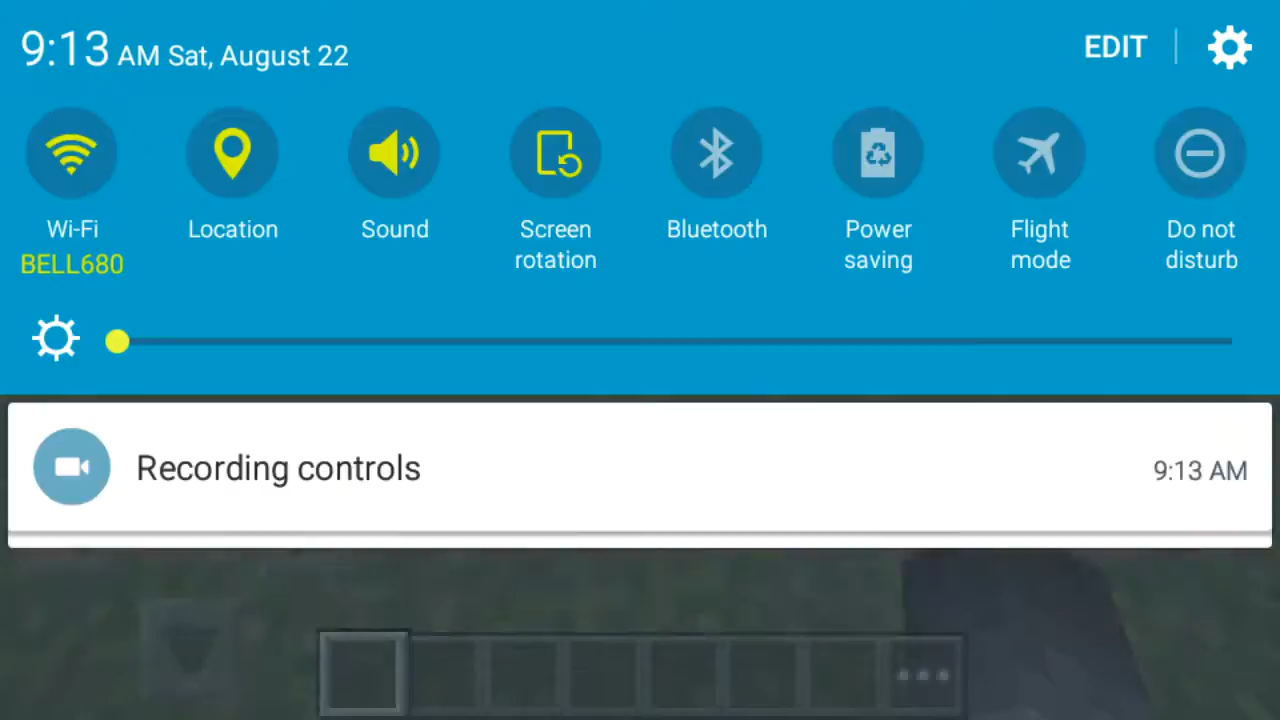 9:13 AM Sat, August 22
EDIT
Wi-Fi
BELL680
Location
Sound
Screen
rotation
Bluetooth
Power
saving
Flight
mode
Do not
disturb
Recording controls
9:13 AM